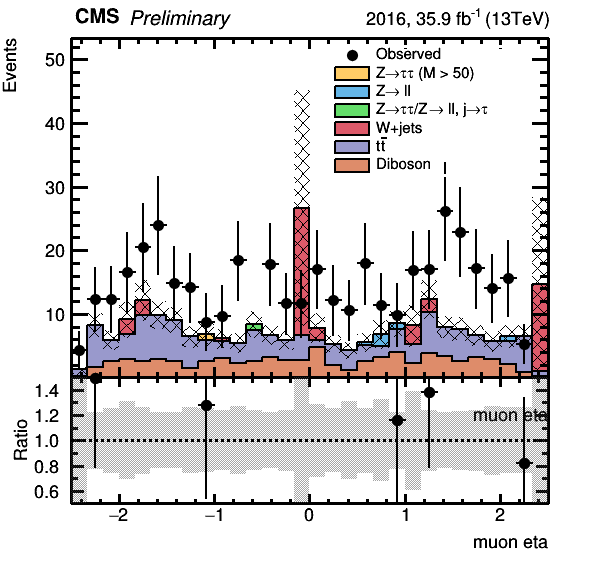 CMS Preliminary 2016, 35.9 fb⁻¹ (13TeV)
Events
50
40
30
20
10
Observed
Z→ττ (M > 50)
Z→ ll
Z→ττ/Z→ ll, j→τ
W+jets
tt̄
Diboson
muon eta
Ratio
1.4
1.2
1.0
0.8
0.6
−2 −1 0 1 2
muon eta